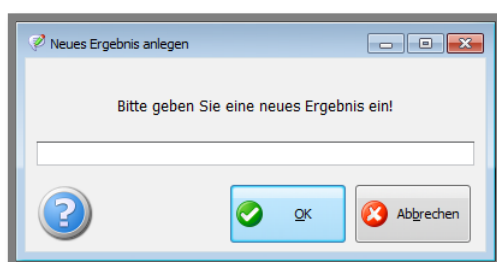 Neues Ergebnis anlegen
Bitte geben Sie eine neues Ergebnis ein!
OK
Abbrechen